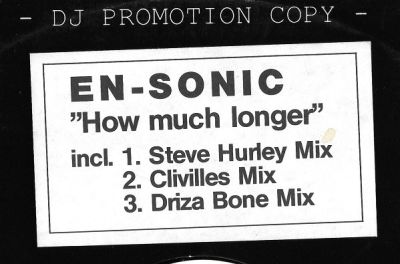 - DJ PROMOTION COPY -
EN-SONIC
”How much longer”
incl. 1. Steve Hurley Mix
2. Clivilles Mix
3. Driza Bone Mix